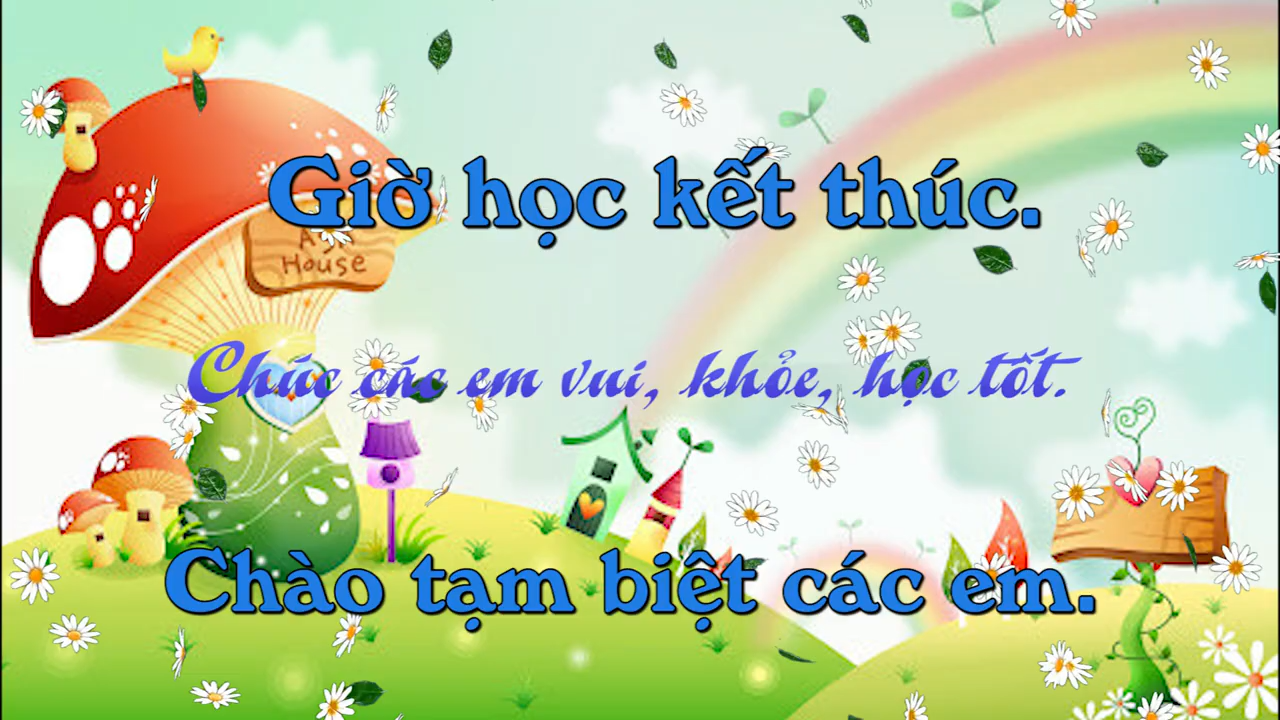 Giờ học kết thúc.
House
Chúc các em vui, khỏe, học tốt.
Chào tạm biệt các em.